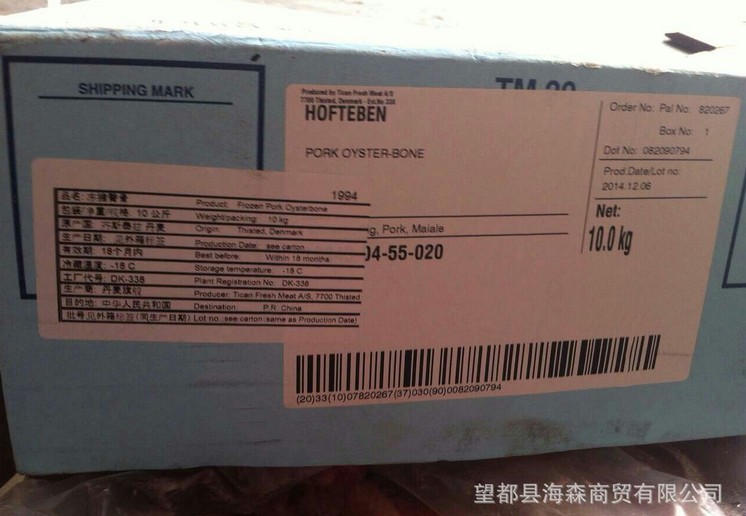 SHIPPING MARK
TM 20
Produced by Tican Fresh Meat A/S
7700 Thisted, Denmark - Est.No 338
HOFTEBEN
PORK OYSTER-BONE
Order No: Pal No: 820267
Box No: 1
Dot No: 082090794
Prod.Date/Lot no:
2014.12.06
Net:
10.0 kg
1994
g, Pork, Maiale
04-55-020
品名: 冻猪臀骨 Product: Frozen Pork Oysterbone
包装/净重/规格 10 公斤 Weight/packing: 10 kg
原产国: 齐斯泰兹 丹麦 Origin: Thisted, Denmark
生产日期: 见外箱标签 Production Date: see carton
有效期: 18个月内 Best before: Within 18 months
冷藏温度: -18 C Storage temperature: -18 C
工厂代号: DK-338 Plant Registration No: DK-338
生产商: 丹麦 Producer: Tican Fresh Meat A/S, 7700 Thisted
目的地: 中华人民共和国 Destination P.R. China
批号见外箱标签(同生产日期) Lot no.:see carton (same as Production Date)
(20)33(10)07820267(37)030(90)0082090794
望都县海森商贸有限公司